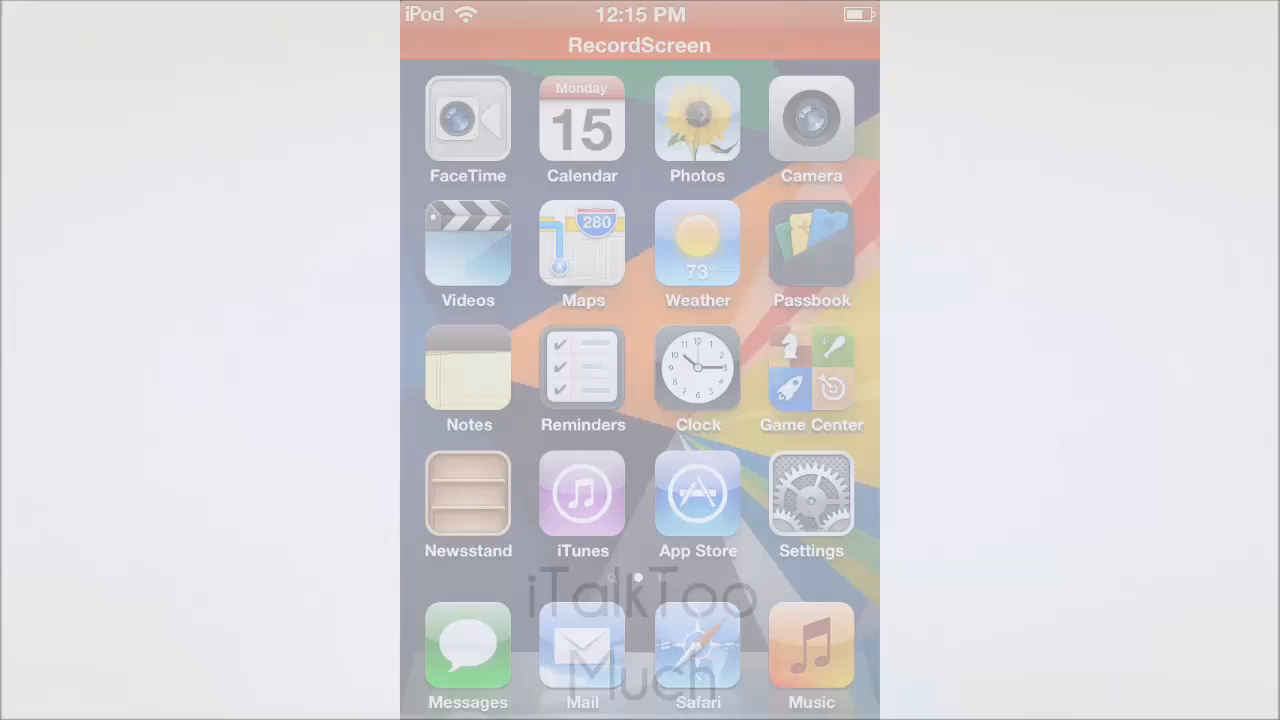 iPod 12:15 PM
RecordScreen
Monday
15
FaceTime Calendar Photos Camera
280
73°
Videos Maps Weather Passbook
Notes Reminders Clock Game Center
Newsstand iTunes App Store Settings
iTalkToo
Much
Messages Mail Safari Music